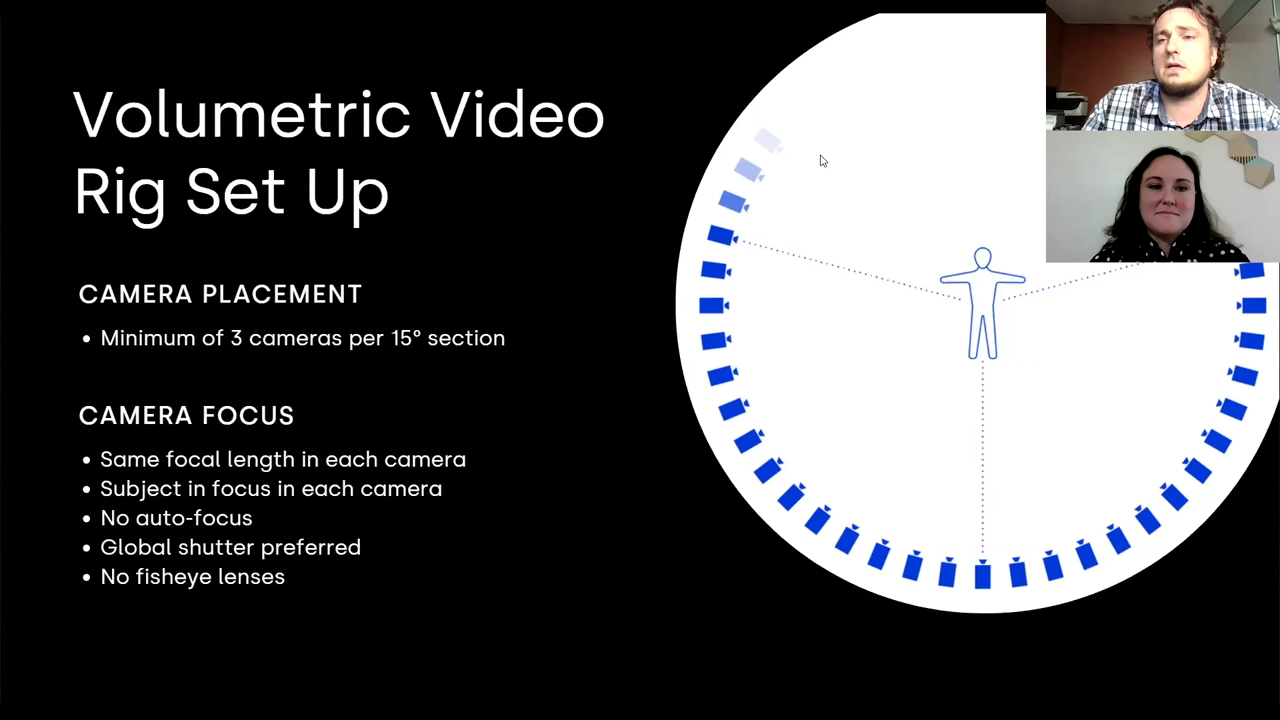 Volumetric Video
Rig Set Up
CAMERA PLACEMENT
• Minimum of 3 cameras per 15° section
CAMERA FOCUS
• Same focal length in each camera
• Subject in focus in each camera
• No auto-focus
• Global shutter preferred
• No fisheye lenses